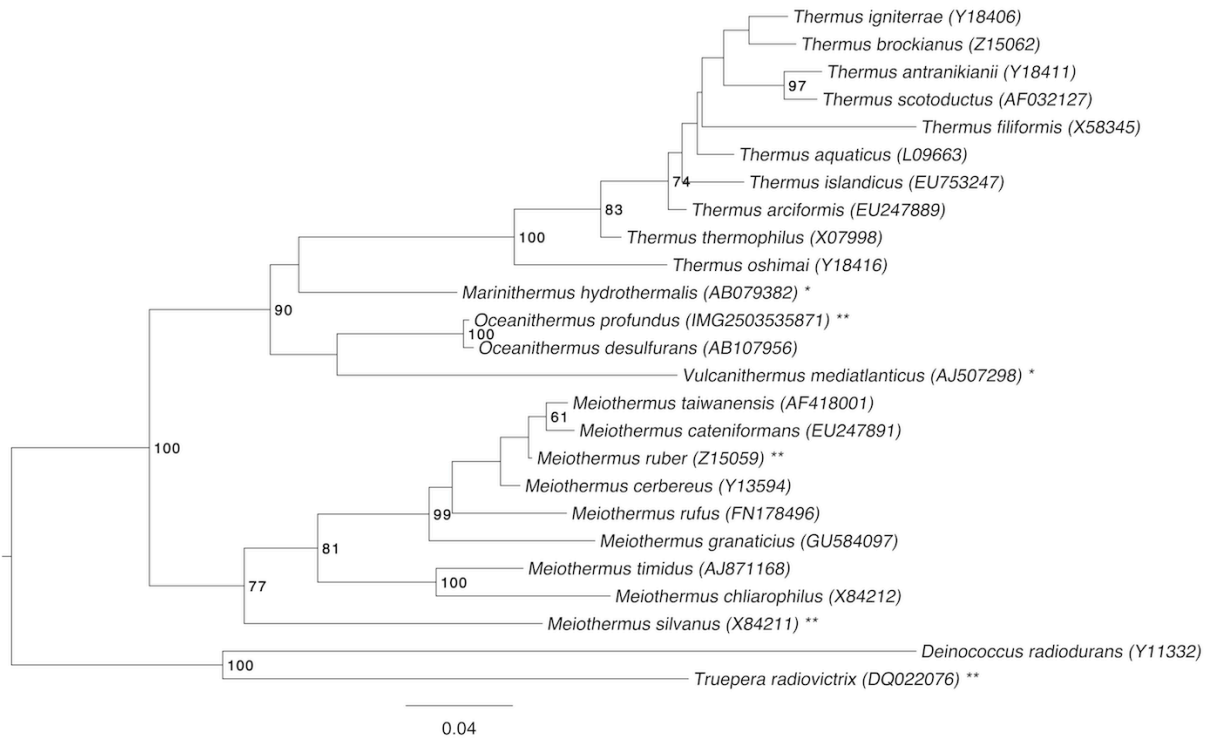 Thermus igniterrae (Y18406)
Thermus brockianus (Z15062)
Thermus antranikianii (Y18411)
97
Thermus scotoductus (AF032127)
Thermus filiformis (X58345)
Thermus aquaticus (L09663)
74
Thermus islandicus (EU753247)
Thermus arciformis (EU247889)
83
Thermus thermophilus (X07998)
100
Thermus oshimai (Y18416)
Marinithermus hydrothermalis (AB079382) *
90
Oceanithermus profundus (IMG2503535871) **
100
Oceanithermus desulfurans (AB107956)
Vulcanithermus mediatlanticus (AJ507298) *
Meiothermus taiwanensis (AF418001)
61
Meiothermus cateniformans (EU247891)
100
Meiothermus ruber (Z15059) **
Meiothermus cerbereus (Y13594)
99
Meiothermus rufus (FN178496)
Meiothermus granaticius (GU584097)
81
Meiothermus timidus (AJ871168)
100
77
Meiothermus chliarophilus (X84212)
Meiothermus silvanus (X84211) **
Deinococcus radiodurans (Y11332)
100
Truepera radiovictrix (DQ022076) **
0.04